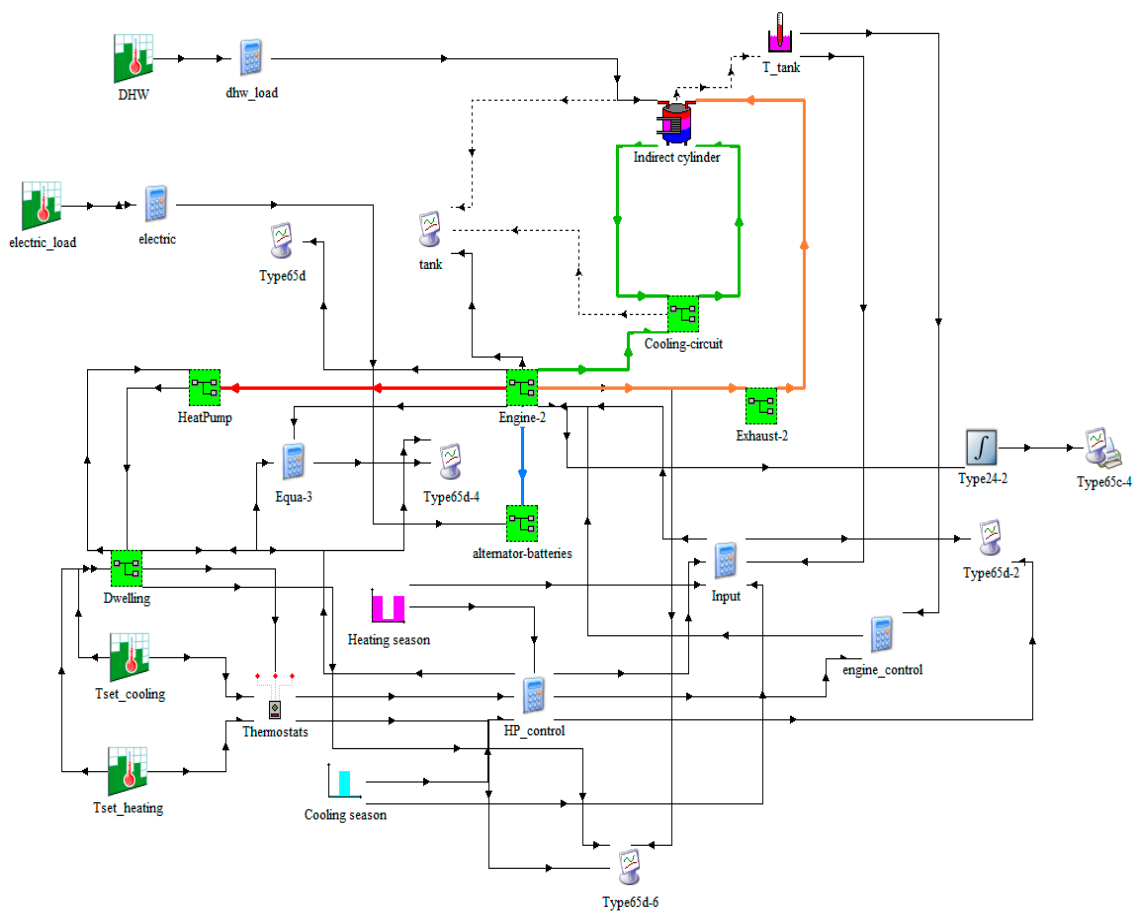 T_tank
DHW
dhw_load
Indirect cylinder
electric_load
electric
Type65d
tank
Cooling-circuit
HeatPump
Engine-2
Exhaust-2
Equa-3
Type65d-4
Type24-2
Type65c-4
alternator-batteries
Type65d-2
Dwelling
Input
Heating season
engine_control
Tset_cooling
Thermostats
HP_control
Tset_heating
Cooling season
Type65d-6